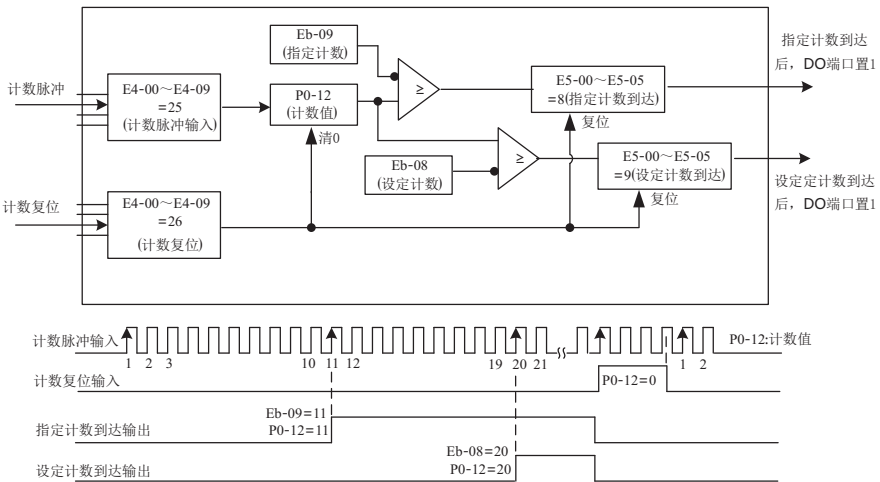 Eb-09
(指定计数)
指定计数到达
后，DO端口置1
计数脉冲
E4-00～E4-09
=25
(计数脉冲输入)
P0-12
(计数值)
≥
E5-00～E5-05
=8(指定计数到达)
清0
复位
Eb-08
(设定计数)
≥
E5-00～E5-05
=9(设定计数到达)
设定定计数到达
后，DO端口置1
计数复位
E4-00～E4-09
=26
(计数复位)
复位
计数脉冲输入
P0-12:计数值
1 2 3 10 11 12 19 20 21 1 2
计数复位输入
P0-12=0
Eb-09=11
指定计数到达输出
P0-12=11
Eb-08=20
设定计数到达输出
P0-12=20